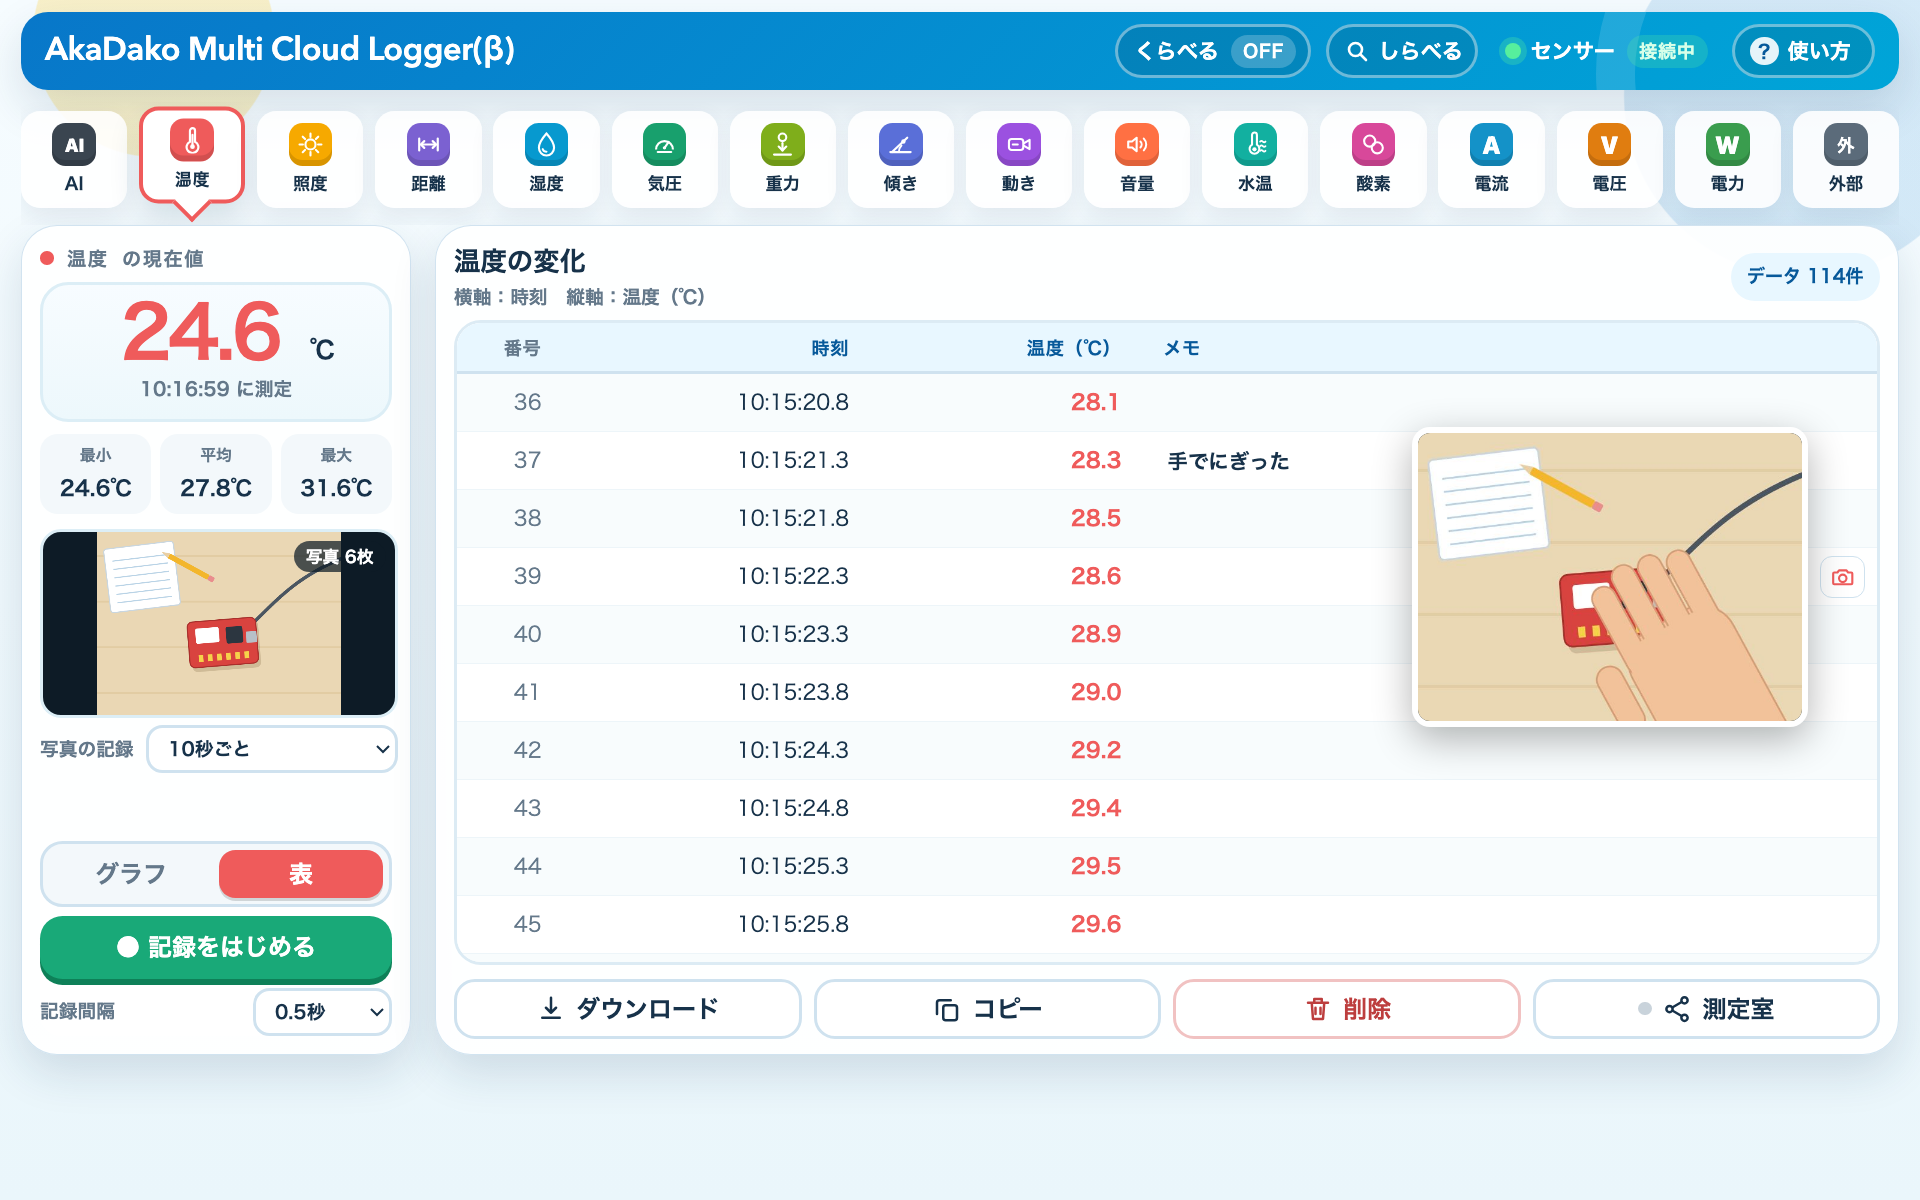 AkaDako Multi Cloud Logger(β)
くらべる OFF
しらべる
センサー 接続中
? 使い方
AI
AI
温度
照度
距離
湿度
気圧
重力
傾き
動き
音量
水温
酸素
A
電流
V
電圧
W
電力
外
外部
温度 の現在値
24.6 ℃
10:16:59 に測定
最小
24.6℃
平均
27.8℃
最大
31.6℃
写真 6枚
写真の記録 10秒ごと
グラフ 表
記録をはじめる
記録間隔 0.5秒
温度の変化
横軸：時刻 縦軸：温度（℃）
データ 114件
番号 時刻 温度（℃） メモ
36 10:15:20.8 28.1
37 10:15:21.3 28.3 手でにぎった
38 10:15:21.8 28.5
39 10:15:22.3 28.6
40 10:15:23.3 28.9
41 10:15:23.8 29.0
42 10:15:24.3 29.2
43 10:15:24.8 29.4
44 10:15:25.3 29.5
45 10:15:25.8 29.6
ダウンロード
コピー
削除
測定室